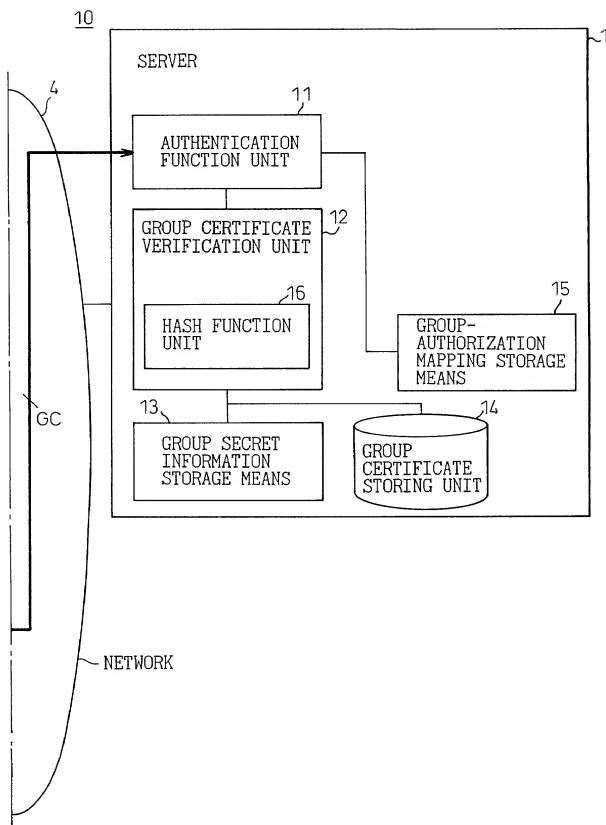 10
1
SERVER
4
11
AUTHENTICATION
FUNCTION UNIT
12
GROUP CERTIFICATE
VERIFICATION UNIT
16
HASH FUNCTION
UNIT
15
GROUP-
AUTHORIZATION
MAPPING STORAGE
MEANS
GC
13
GROUP SECRET
INFORMATION
STORAGE MEANS
14
GROUP
CERTIFICATE
STORING UNIT
NETWORK